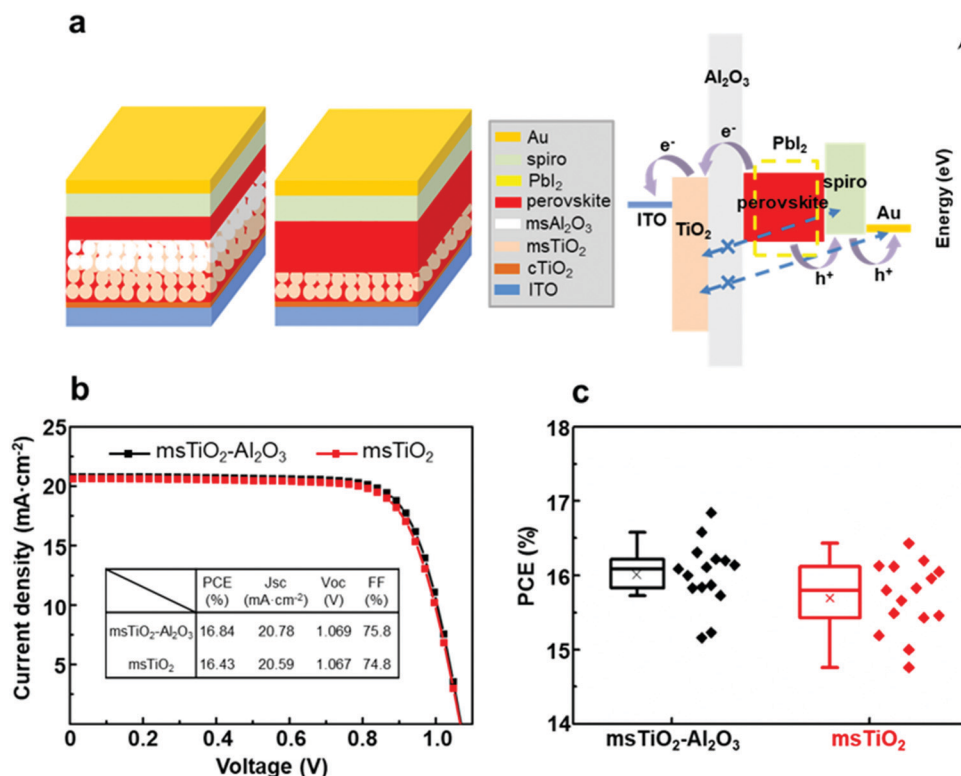 a
Au
spiro
PbI₂
perovskite
msAl₂O₃
msTiO₂
cTiO₂
ITO
Al₂O₃
e⁻
e⁻
PbI₂
spiro
perovskite
ITO
TiO₂
Au
h⁺
h⁺
Energy (eV)
b
25
20
15
10
5
0
0.2
0.4
0.6
0.8
1.0
Current density (mA·cm⁻²)
Voltage (V)
msTiO₂-Al₂O₃
msTiO₂
PCE (%) Jsc (mA·cm⁻²) Voc (V) FF (%)
msTiO₂-Al₂O₃ 16.84 20.78 1.069 75.8
msTiO₂ 16.43 20.59 1.067 74.8
c
18
17
16
15
14
PCE (%)
msTiO₂-Al₂O₃
msTiO₂